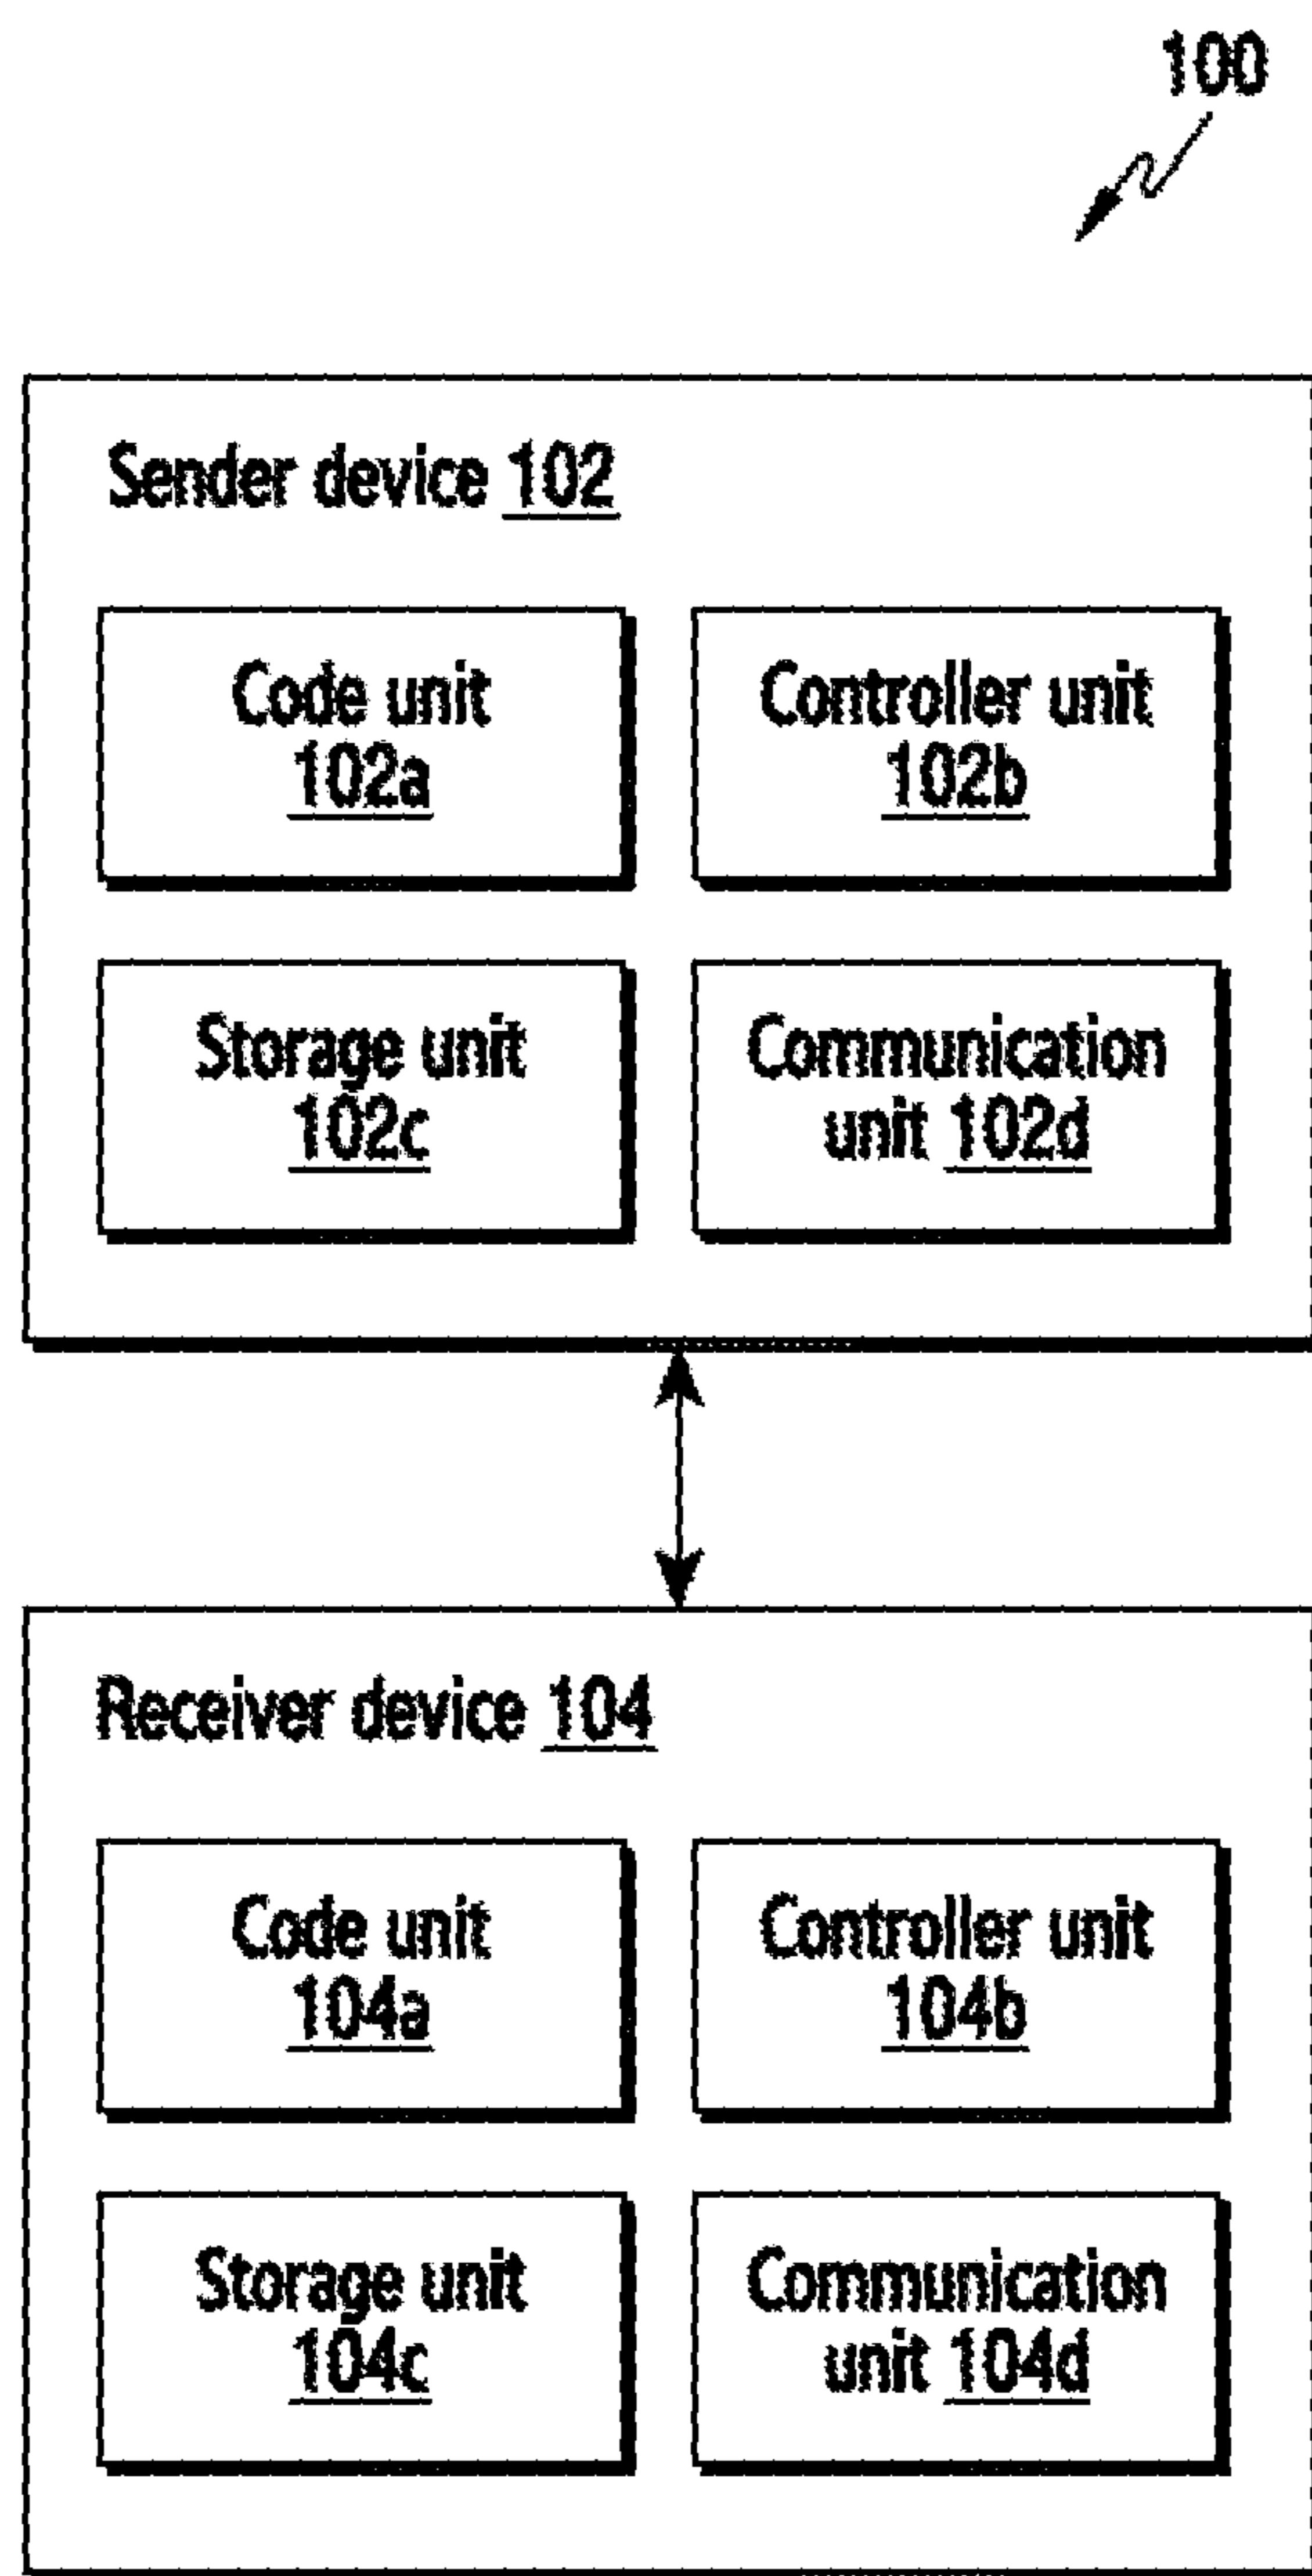 100
Sender device 102
Code unit
102a
Controller unit
102b
Storage unit
102c
Communication
unit 102d
Receiver device 104
Code unit
104a
Controller unit
104b
Storage unit
104c
Communication
unit 104d